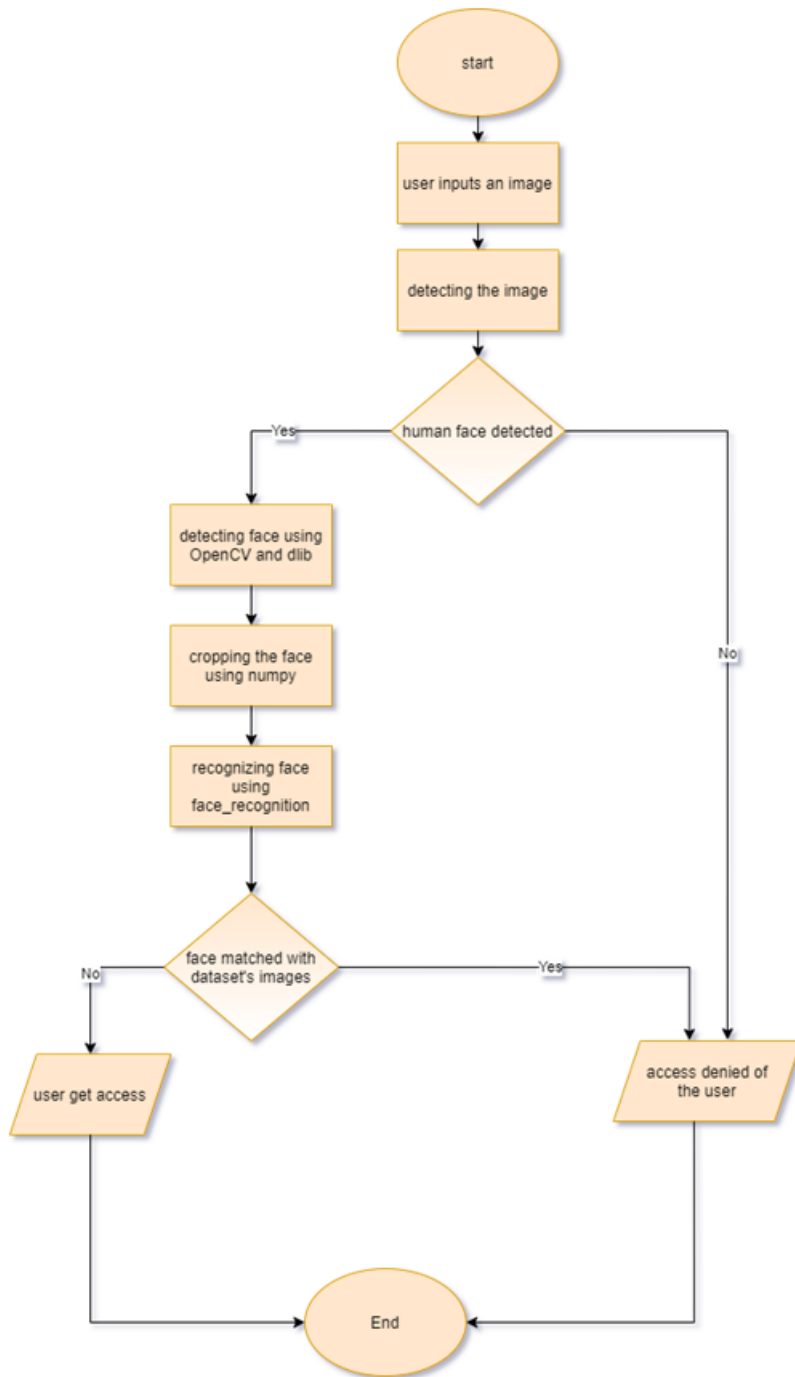 start
user inputs an image
detecting the image
human face detected
Yes
No
detecting face using
OpenCV and dlib
cropping the face
using numpy
recognizing face
using
face_recognition
face matched with
dataset's images
No
Yes
user get access
access denied of
the user
End